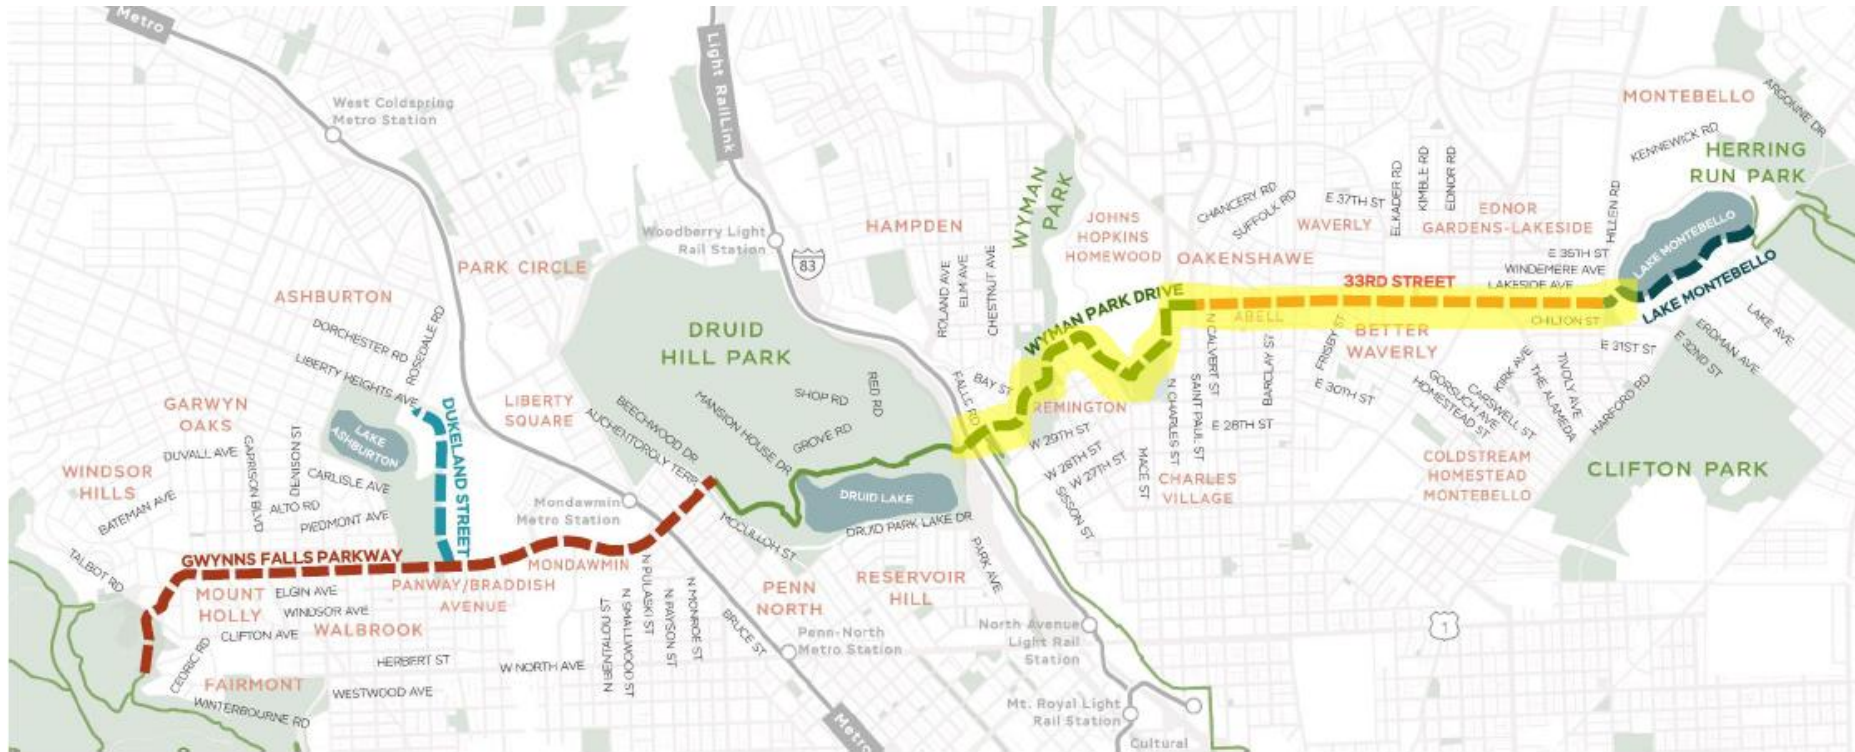 Metro
Light RailLink
West Coldspring
Metro Station
MONTEBELLO
ARGONNE DR
KENNEWICK RD
HERRING
RUN PARK
WYMAN
PARK
HAMPDEN
JOHNS
HOPKINS
HOMEWOOD
CHANCERY RD
SUFFOLK RD
E 37TH ST
WAVERLY
ELKADER RD
KIMBLE RD
EDNOR RD
EDNOR
GARDENS-LAKESIDE
HILLEN RD
LAKE MONTEBELLO
Woodberry Light
Rail Station
83
PARK CIRCLE
OAKENSHAWE
E 35TH ST
WINDEMERE AVE
LAKESIDE AVE
33RD STREET
LAKE MONTEBELLO
ASHBURTON
DORCHESTER RD
ROSEDALE RD
LIBERTY HEIGHTS AVE
DRUID
HILL PARK
ROLAND AVE
ELM AVE
CHESTNUT AVE
WYMAN PARK DRIVE
N CALVERT ST
ABELL
BARCLAY ST
FRISBY ST
BETTER
WAVERLY
CHILTON ST
E 31ST ST
E 32ND ST
ERDMAN AVE
LAKE AVE
GARWYN
OAKS
LAKE
ASHBURTON
DUKELAND STREET
LIBERTY
SQUARE
BEECHWOOD DR
AUCHENTOROLY TERR
MANSION HOUSE DR
SHOP RD
GROVE RD
RED RD
FALLS RD
BAY ST
REMINGTON
N CHARLES ST
SAINT PAUL ST
E 28TH ST
E 30TH ST
GORSUCH AVE
HOMESTEAD ST
CARSWELL ST
KIRK AVE
THE ALAMEDA
TIVOLY AVE
HARFORD RD
DUVALL AVE
GARRISON BLVD
DENISON ST
CARLISLE AVE
ALTO RD
PIEDMONT AVE
WINDSOR
HILLS
BATEMAN AVE
TALBOT RD
W 29TH ST
W 28TH ST
W 27TH ST
SISSON ST
MACE ST
CHARLES
VILLAGE
COLDSTREAM
HOMESTEAD
MONTEBELLO
CLIFTON PARK
Mondawmin
Metro Station
DRUID LAKE
DRUID PARK LAKE DR
MCCULLOH ST
GWYNNS FALLS PARKWAY
MONDAWMIN
PANWAY/BRADDISH
AVENUE
MOUNT
HOLLY
ELGIN AVE
WINDSOR AVE
CLIFTON AVE
WALBROOK
CEDRIC RD
HERBERT ST
W NORTH AVE
FAIRMONT
WESTWOOD AVE
WINTERBOURNE RD
N BENTALOU ST
N SMALLWOOD ST
N PULASKI ST
N PAYSON ST
N MONROE ST
BRUCE ST
PENN
NORTH
RESERVOIR
HILL
PARK AVE
Penn-North
Metro Station
North Avenue
Light Rail
Station
1
Mt. Royal Light
Rail Station
Cultural
Metro